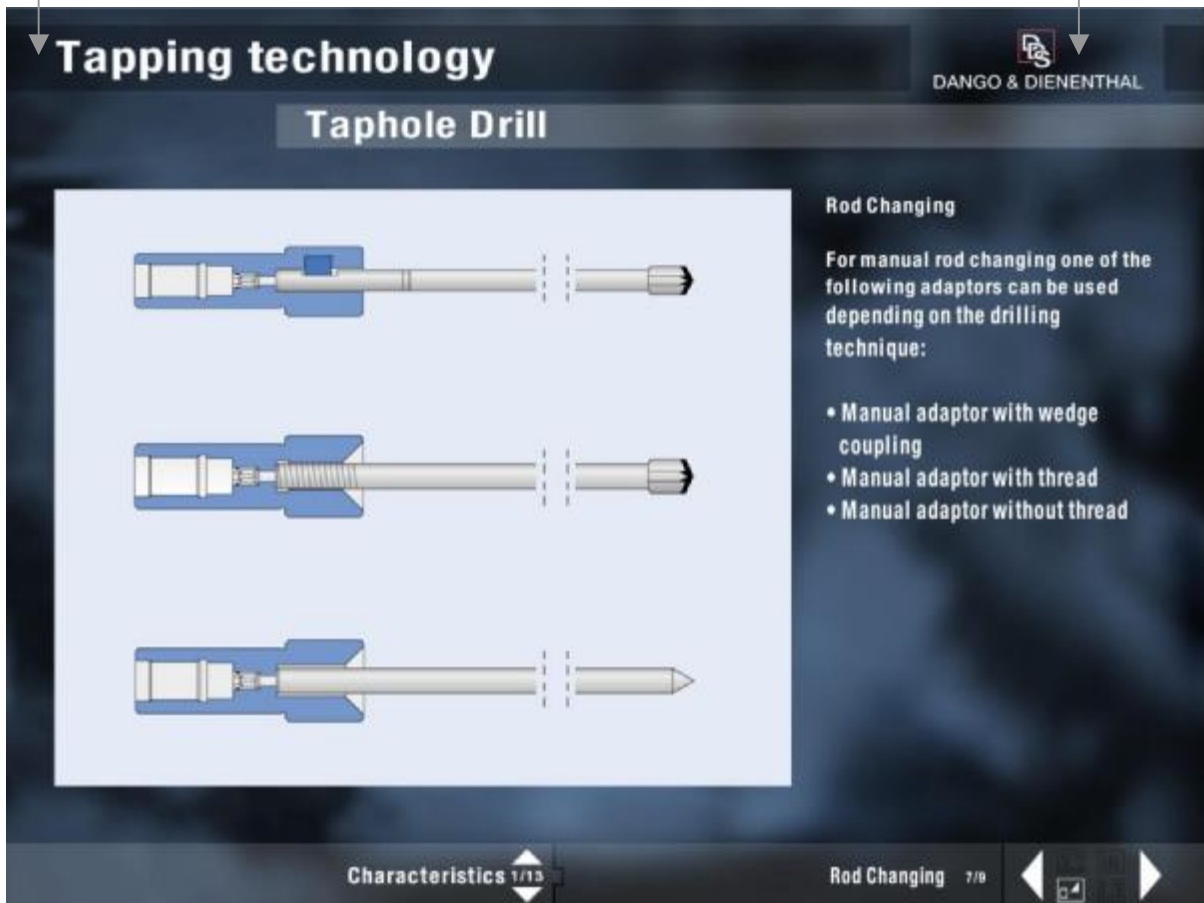 Tapping technology
DDS
DANGO & DIENENTHAL
Taphole Drill
Rod Changing
For manual rod changing one of the
following adaptors can be used
depending on the drilling
technique:
• Manual adaptor with wedge
coupling
• Manual adaptor with thread
• Manual adaptor without thread
Characteristics 1/13
Rod Changing 7/9